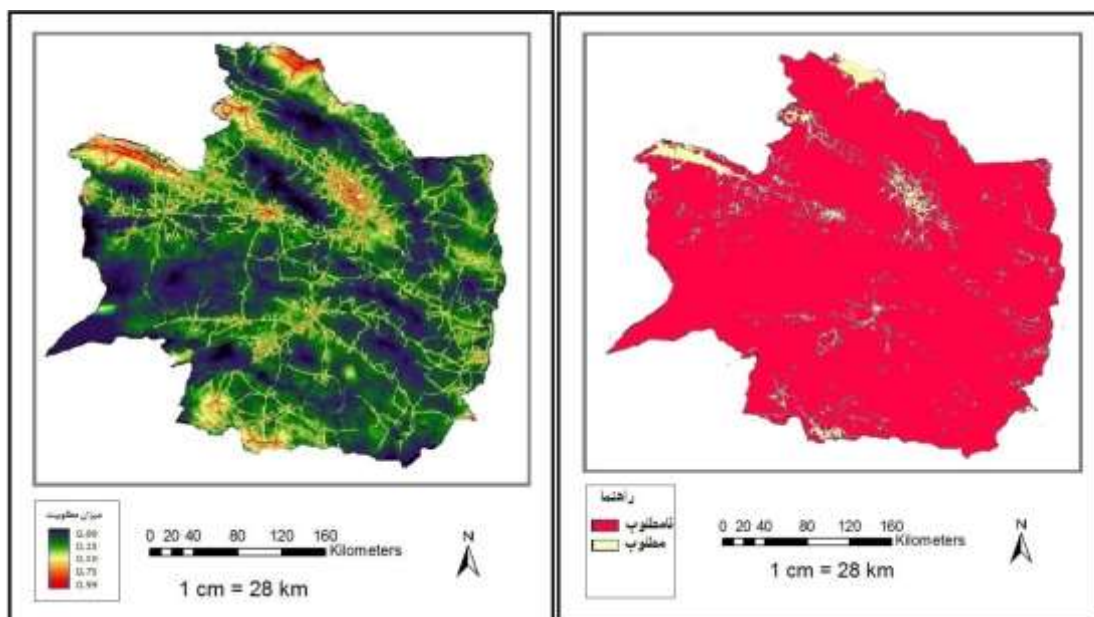 میزان مطلوبیت
0.00
0.25
0.50
0.75
0.99
0 20 40 80 120 160
Kilometers
1 cm = 28 km
N
راهنما
نامطلوب
مطلوب
0 20 40 80 120 160
Kilometers
1 cm = 28 km
N